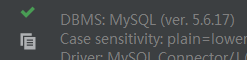 DBMS: MySQL (ver. 5.6.17)
Case sensitivity: plain=lower
Driver: MySQL Connector/J